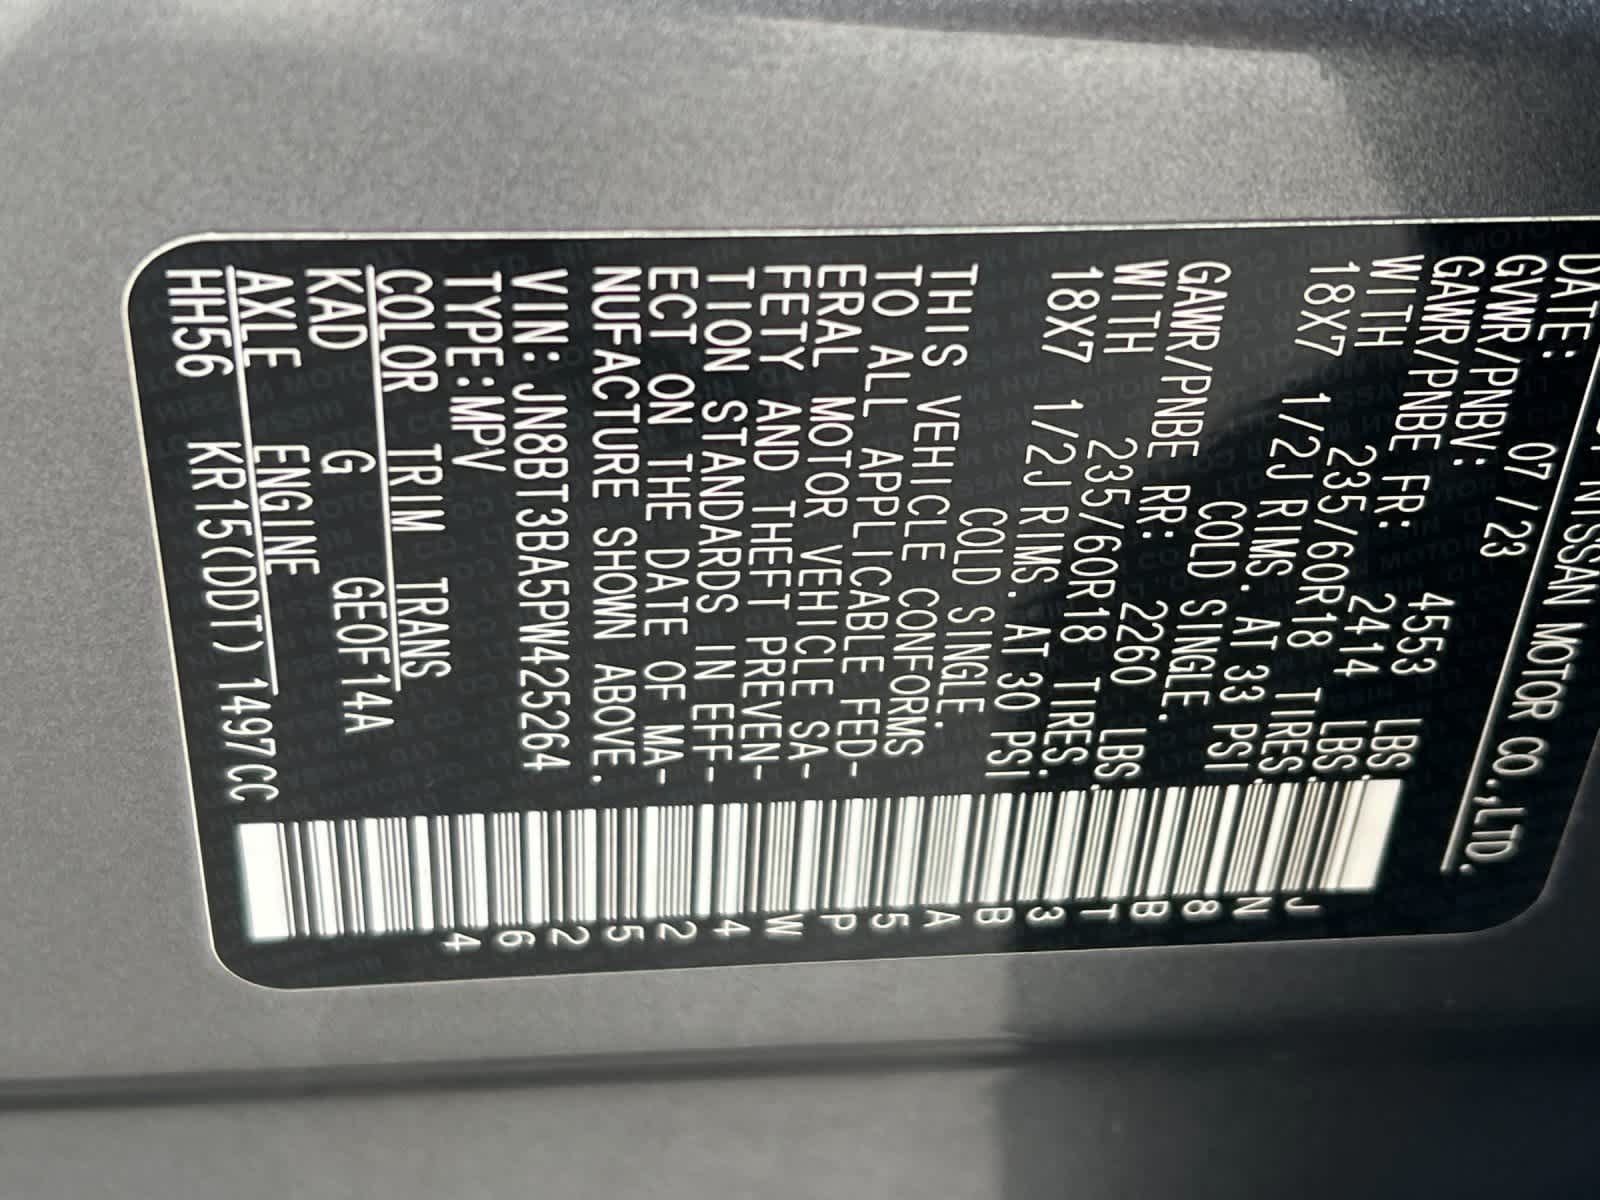 NISSAN MOTOR CO.,LTD.
DATE: 07/23
GVWR/PNBV: 4553 LBS.
GAWR/PNBE FR: 2414 LBS.
WITH 235/60R18 TIRES.
18X7 1/2J RIMS. AT 33 PSI
COLD SINGLE.
GAWR/PNBE RR: 2260 LBS.
WITH 235/60R18 TIRES.
18X7 1/2J RIMS. AT 30 PSI
COLD SINGLE.
THIS VEHICLE CONFORMS
TO ALL APPLICABLE FED-
ERAL MOTOR VEHICLE SA-
FETY AND THEFT PREVEN-
TION STANDARDS IN EFF-
ECT ON THE DATE OF MA-
NUFACTURE SHOWN ABOVE.
VIN: JN8BT3BA5PW425264
TYPE:MPV
COLOR TRIM TRANS
KAD G GE0F14A
AXLE ENGINE
HH56 KR15(DDT) 1497CC
JN8BT3BA5PW425264